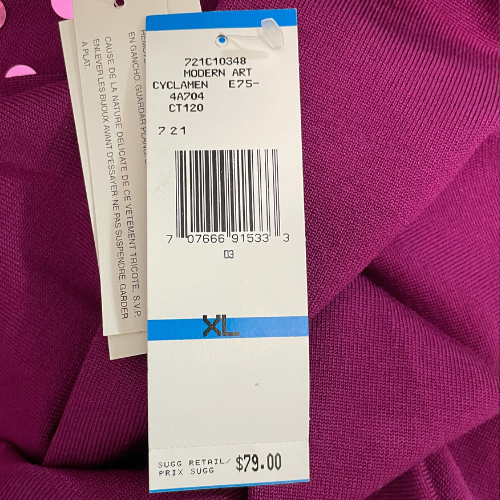 721C10348
MODERN ART
CYCLAMEN E75-
4A704
CT120
721
7 07666 91533 3
D3
XL
SUGG RETAIL/
PRIX SUGG $79.00
EN GANCHO. GUARDAR
CAUSE DE LA NATURE DELICATE DE CE VETEMENT TRICOTE, S.V.P.
ENLEVER LES BIJOUX AVANT D'ESSAYER. NE PAS SUSPENDRE. GARDER
A PLAT.